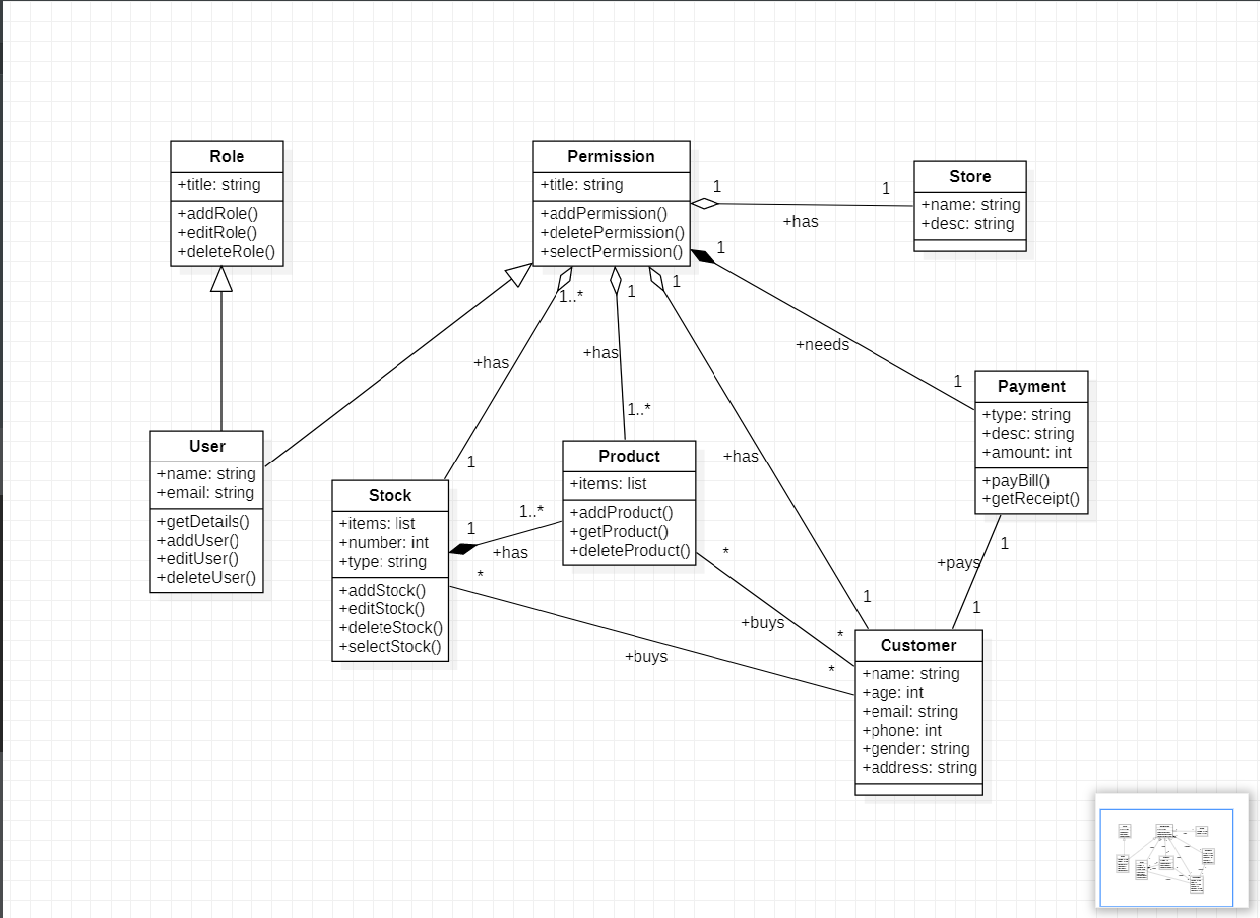 Role
+title: string
+addRole()
+editRole()
+deleteRole()
Permission
+title: string
+addPermission()
+deletePermission()
+selectPermission()
Store
+name: string
+desc: string
1
1
+has
1
+needs
1
1..*
+has
1
1
+has
1..*
1
+has
1
Payment
+type: string
+desc: string
+amount: int
+payBill()
+getReceipt()
User
+name: string
+email: string
+getDetails()
+addUser()
+editUser()
+deleteUser()
Stock
+items: list
+number: int
+type: string
+addStock()
+editStock()
+deleteStock()
+selectStock()
Product
+items: list
+addProduct()
+getProduct()
+deleteProduct()
1
1..*
+has
*
+buys
*
*
+buys
*
1
+pays
1
Customer
+name: string
+age: int
+email: string
+phone: int
+gender: string
+address: string